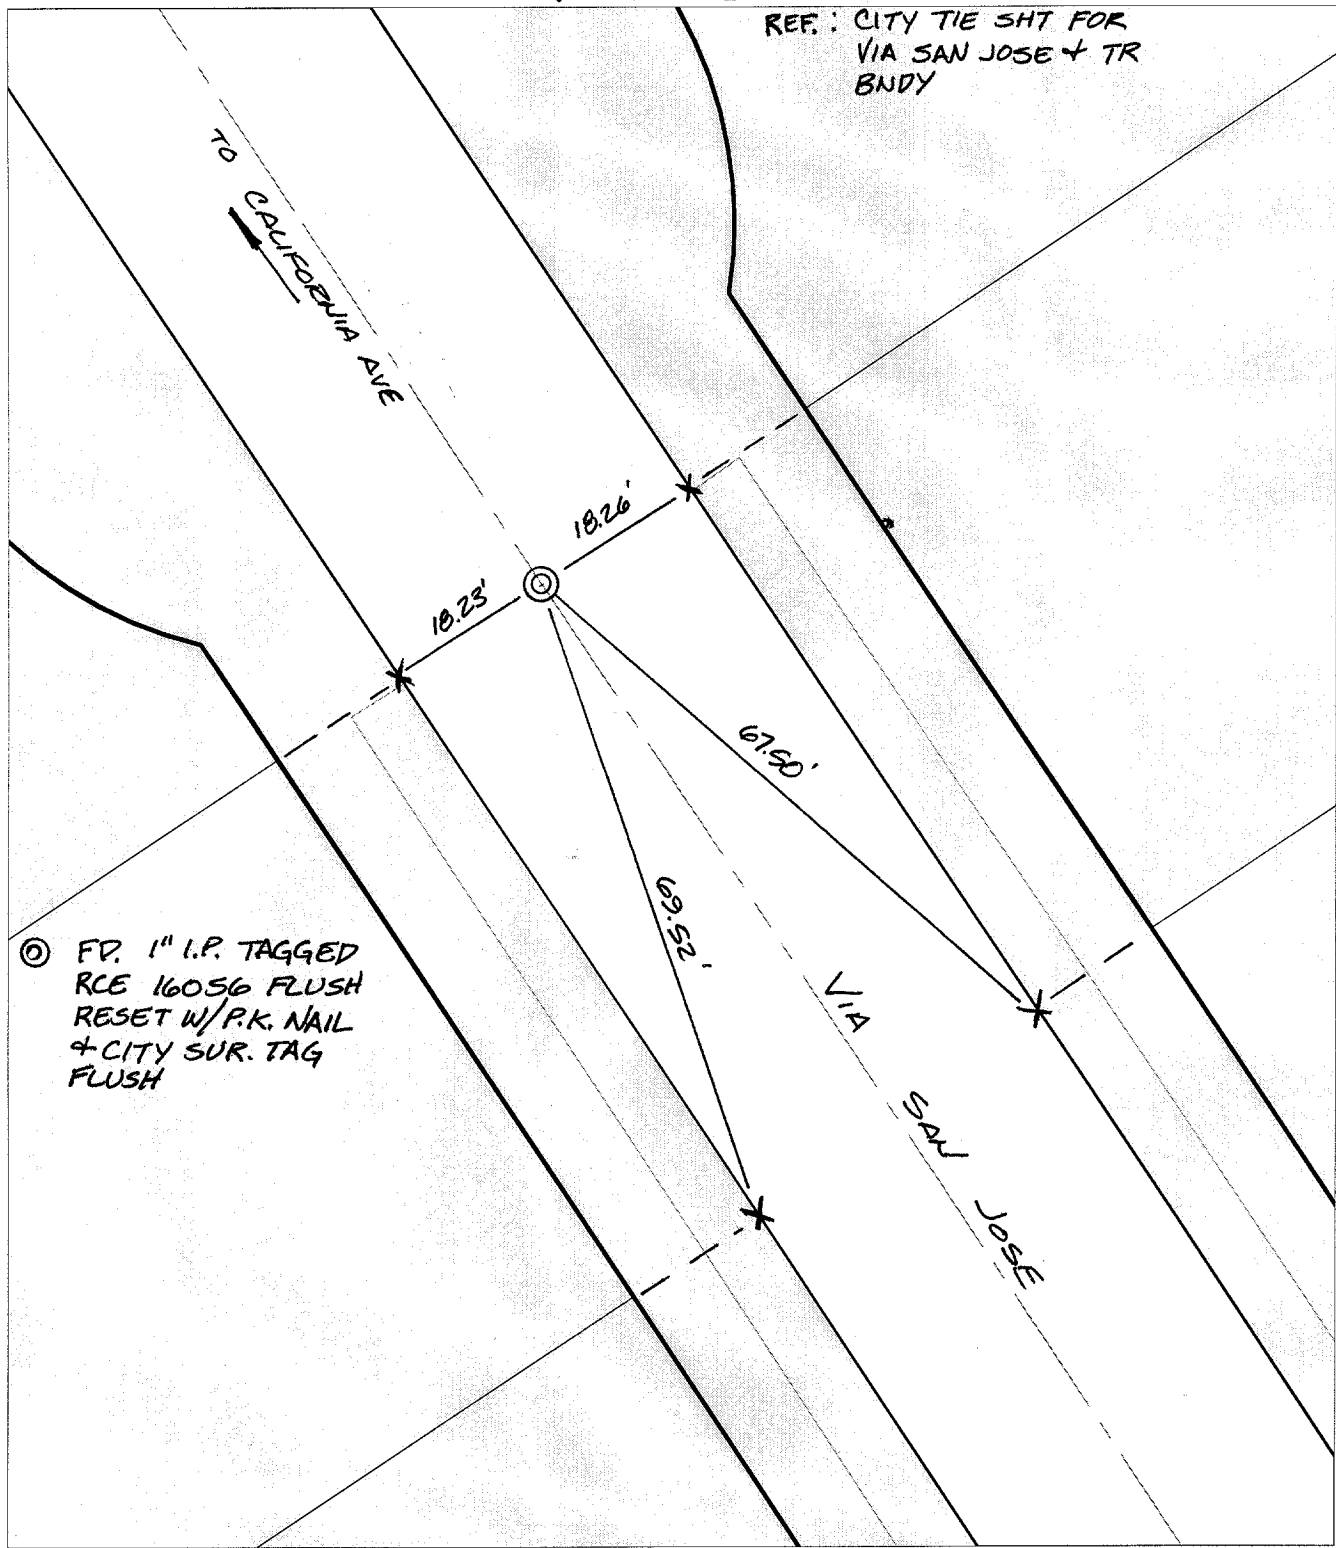 REF.: CITY TIE SHT FOR
VIA SAN JOSE & TR
BNDY
TO CALIFORNIA AVE
18.26'
18.23'
67.50'
69.52'
FD. 1" I.P. TAGGED
RCE 16056 FLUSH
RESET W/P.K. NAIL
& CITY SUR. TAG
FLUSH
VIA SAN JOSE